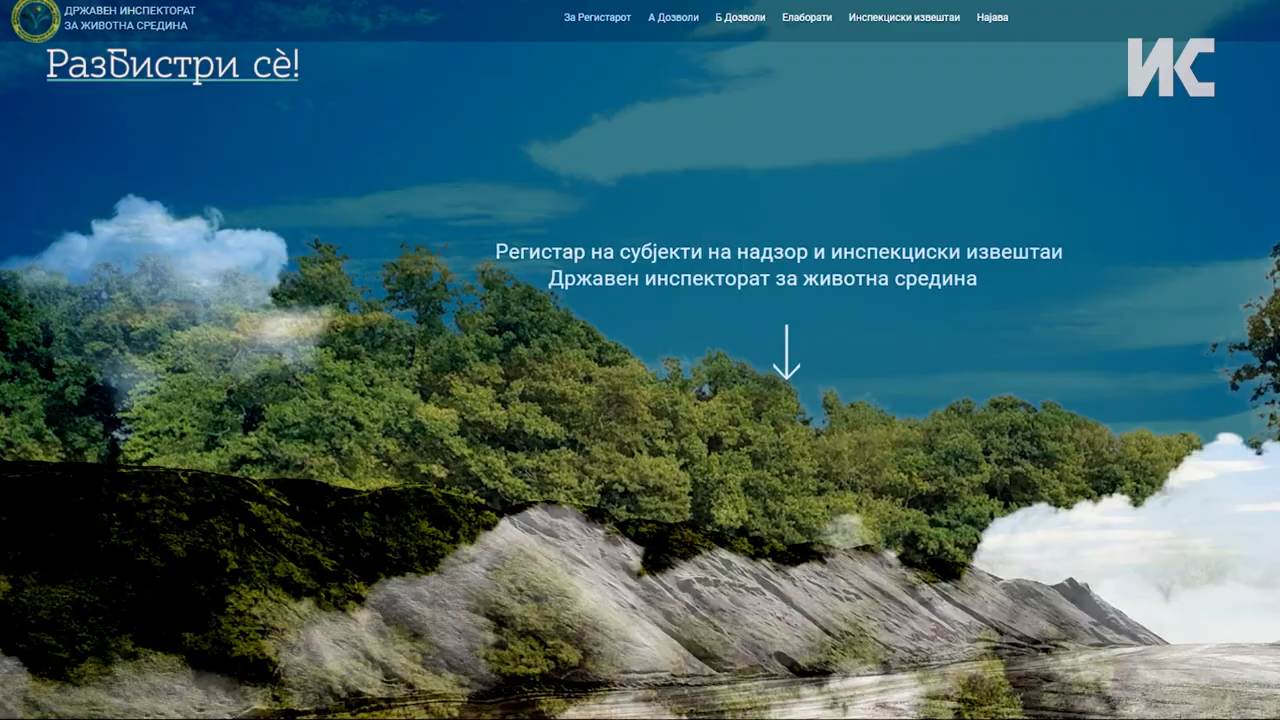 ДРЖАВЕН ИНСПЕКТОРАТ
ЗА ЖИВОТНА СРЕДИНА
За Регистарот А Дозволи Б Дозволи Елаборати Инспекциски извештаи Најава
РазБистри сѐ!
ИС
Регистар на субјекти на надзор и инспекциски извештаи
Државен инспекторат за животна средина